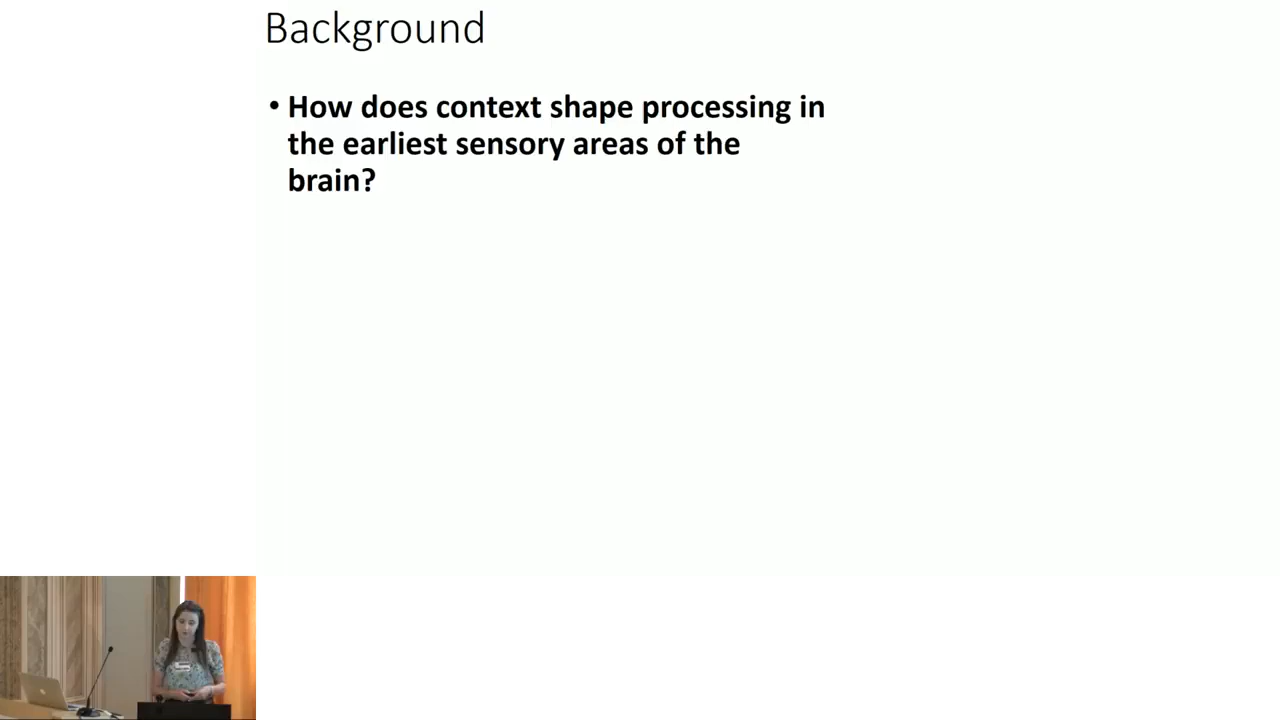 Background
• How does context shape processing in
the earliest sensory areas of the
brain?